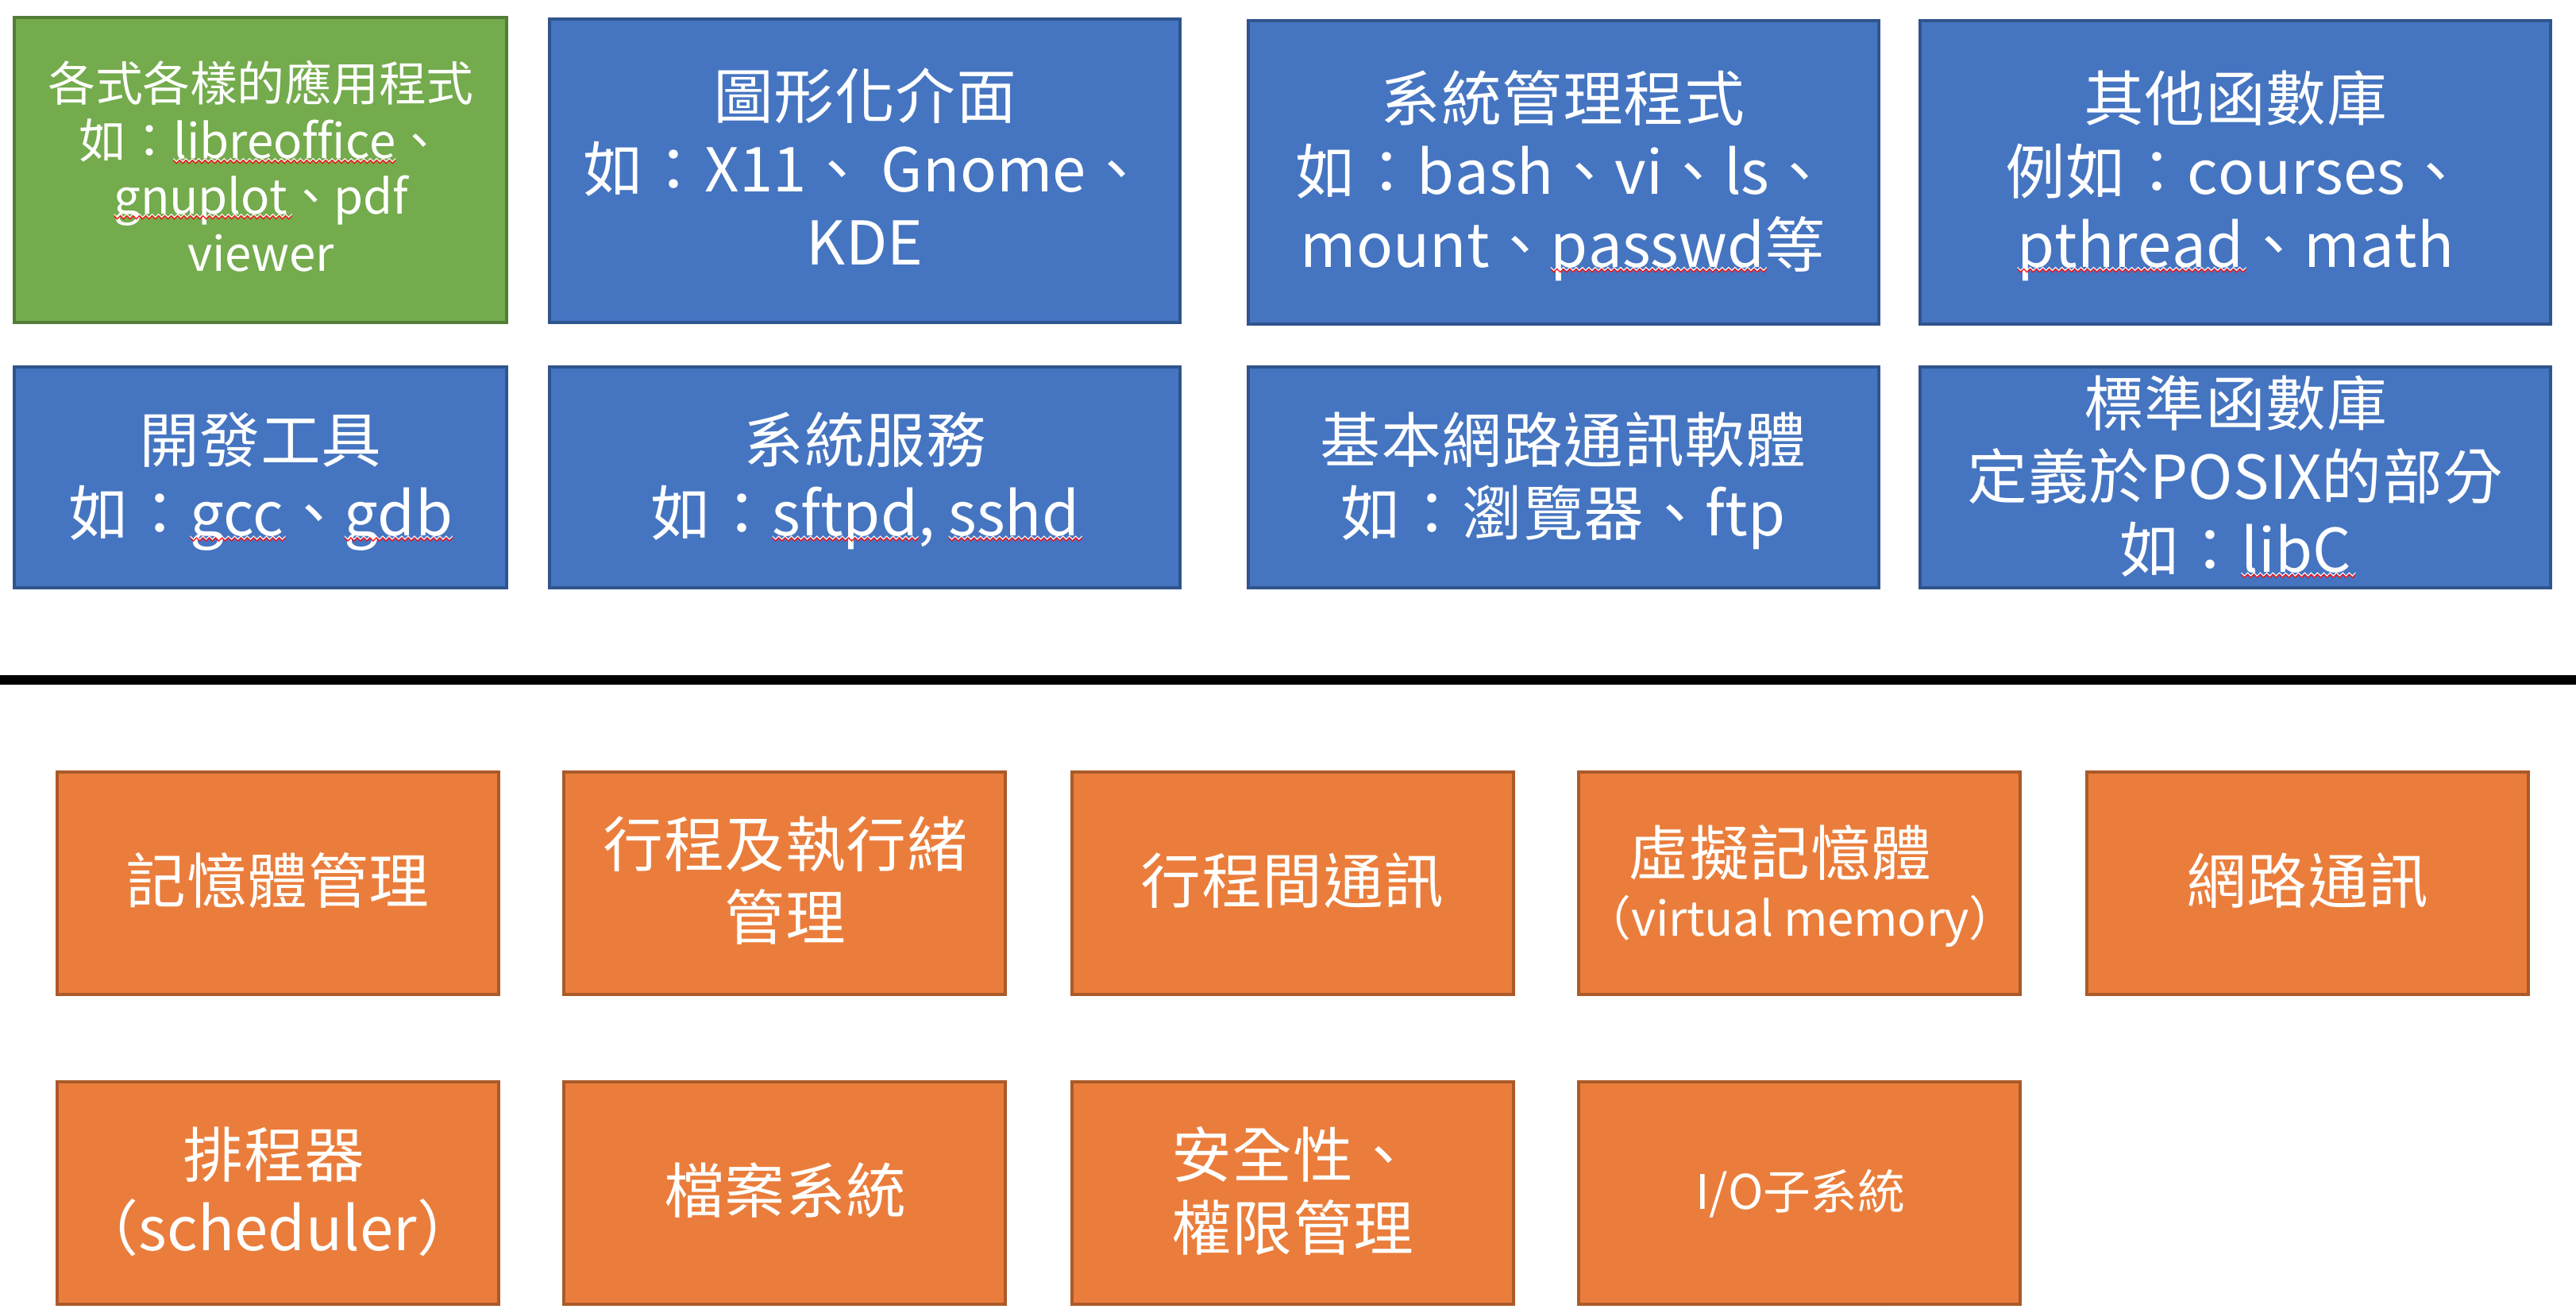 各式各樣的應用程式
如：libreoffice、
gnuplot、pdf
viewer
圖形化介面
如：X11、 Gnome、
KDE
系統管理程式
如：bash、vi、ls、
mount、passwd等
其他函數庫
例如：courses、
pthread、math
開發工具
如：gcc、gdb
系統服務
如：sftpd, sshd
基本網路通訊軟體
如：瀏覽器、ftp
標準函數庫
定義於POSIX的部分
如：libC
記憶體管理
行程及執行緒
管理
行程間通訊
虛擬記憶體
（virtual memory）
網路通訊
排程器
（scheduler）
檔案系統
安全性、
權限管理
I/O子系統